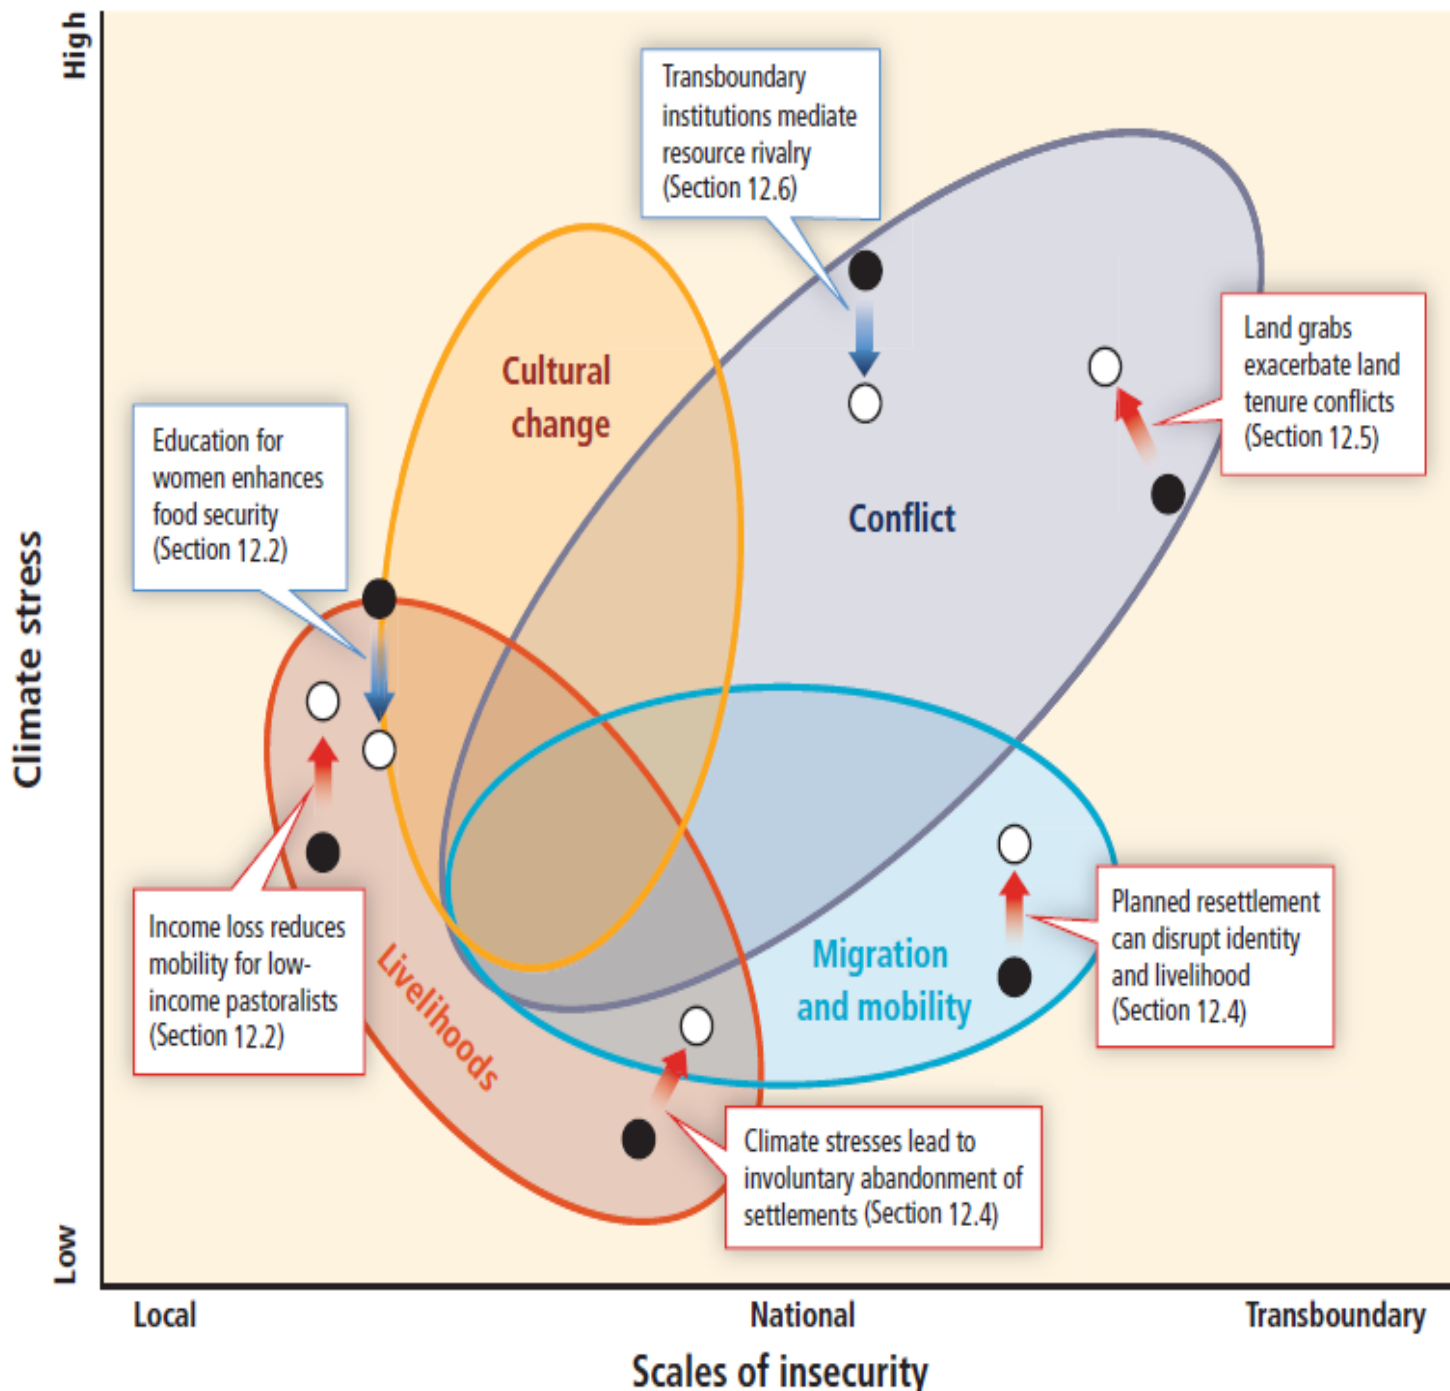 High
Transboundary
institutions mediate
resource rivalry
(Section 12.6)
Land grabs
exacerbate land
tenure conflicts
(Section 12.5)
Cultural
change
Education for
women enhances
food security
(Section 12.2)
Conflict
Climate stress
Income loss reduces
mobility for low-
income pastoralists
(Section 12.2)
Livelihoods
Migration
and mobility
Planned resettlement
can disrupt identity
and livelihood
(Section 12.4)
Climate stresses lead to
involuntary abandonment of
settlements (Section 12.4)
Low
Local
National
Transboundary
Scales of insecurity